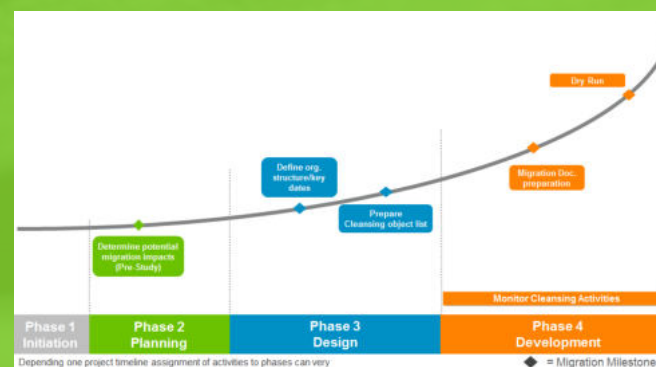 Dry Run
Define org.
structure/key
dates
Migration Doc.
preparation
Prepare
Cleansing object list
Determine potential
migration impacts
(Pre-Study)
Monitor Cleansing Activities
Phase 1
Initiation
Phase 2
Planning
Phase 3
Design
Phase 4
Development
Depending one project timeline assignment of activities to phases can very
= Migration Milestone